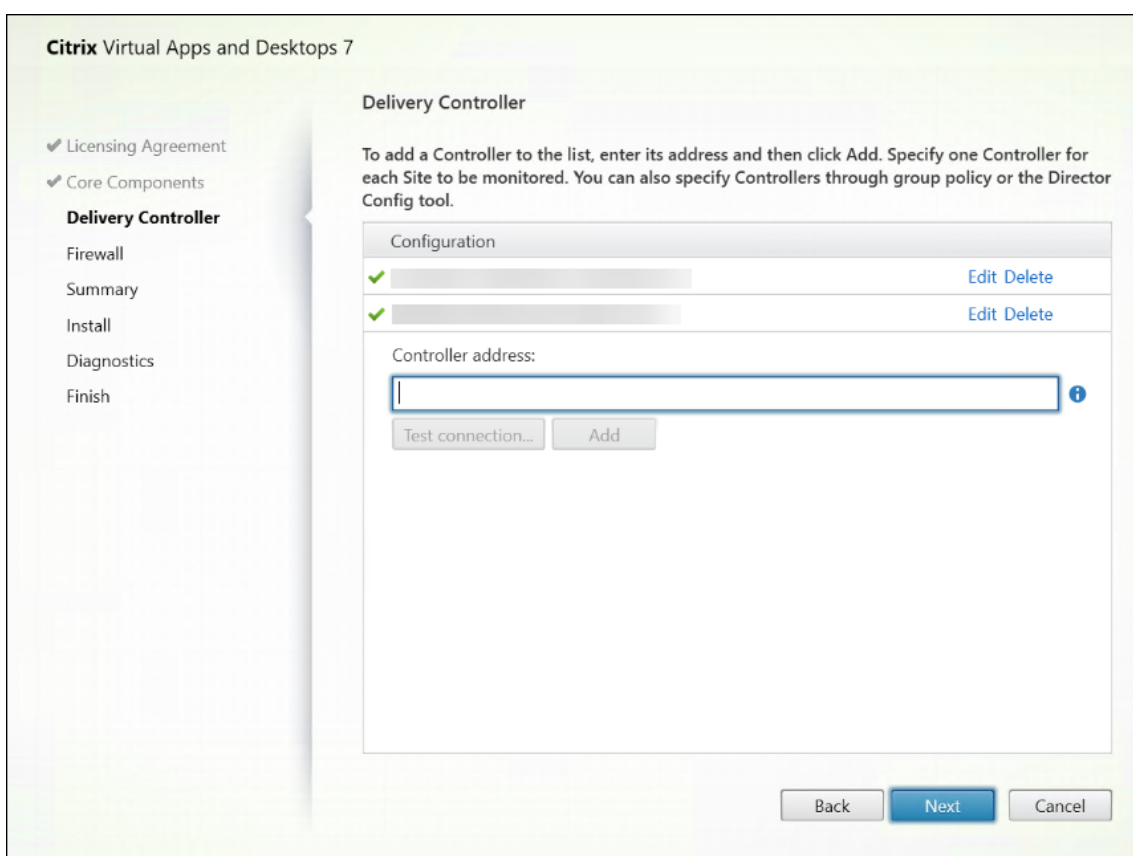 Citrix Virtual Apps and Desktops 7
Licensing Agreement
Core Components
Delivery Controller
Firewall
Summary
Install
Diagnostics
Finish
Delivery Controller
To add a Controller to the list, enter its address and then click Add. Specify one Controller for
each Site to be monitored. You can also specify Controllers through group policy or the Director
Config tool.
Configuration
Edit Delete
Edit Delete
Controller address:
Test connection... Add
Back Next Cancel